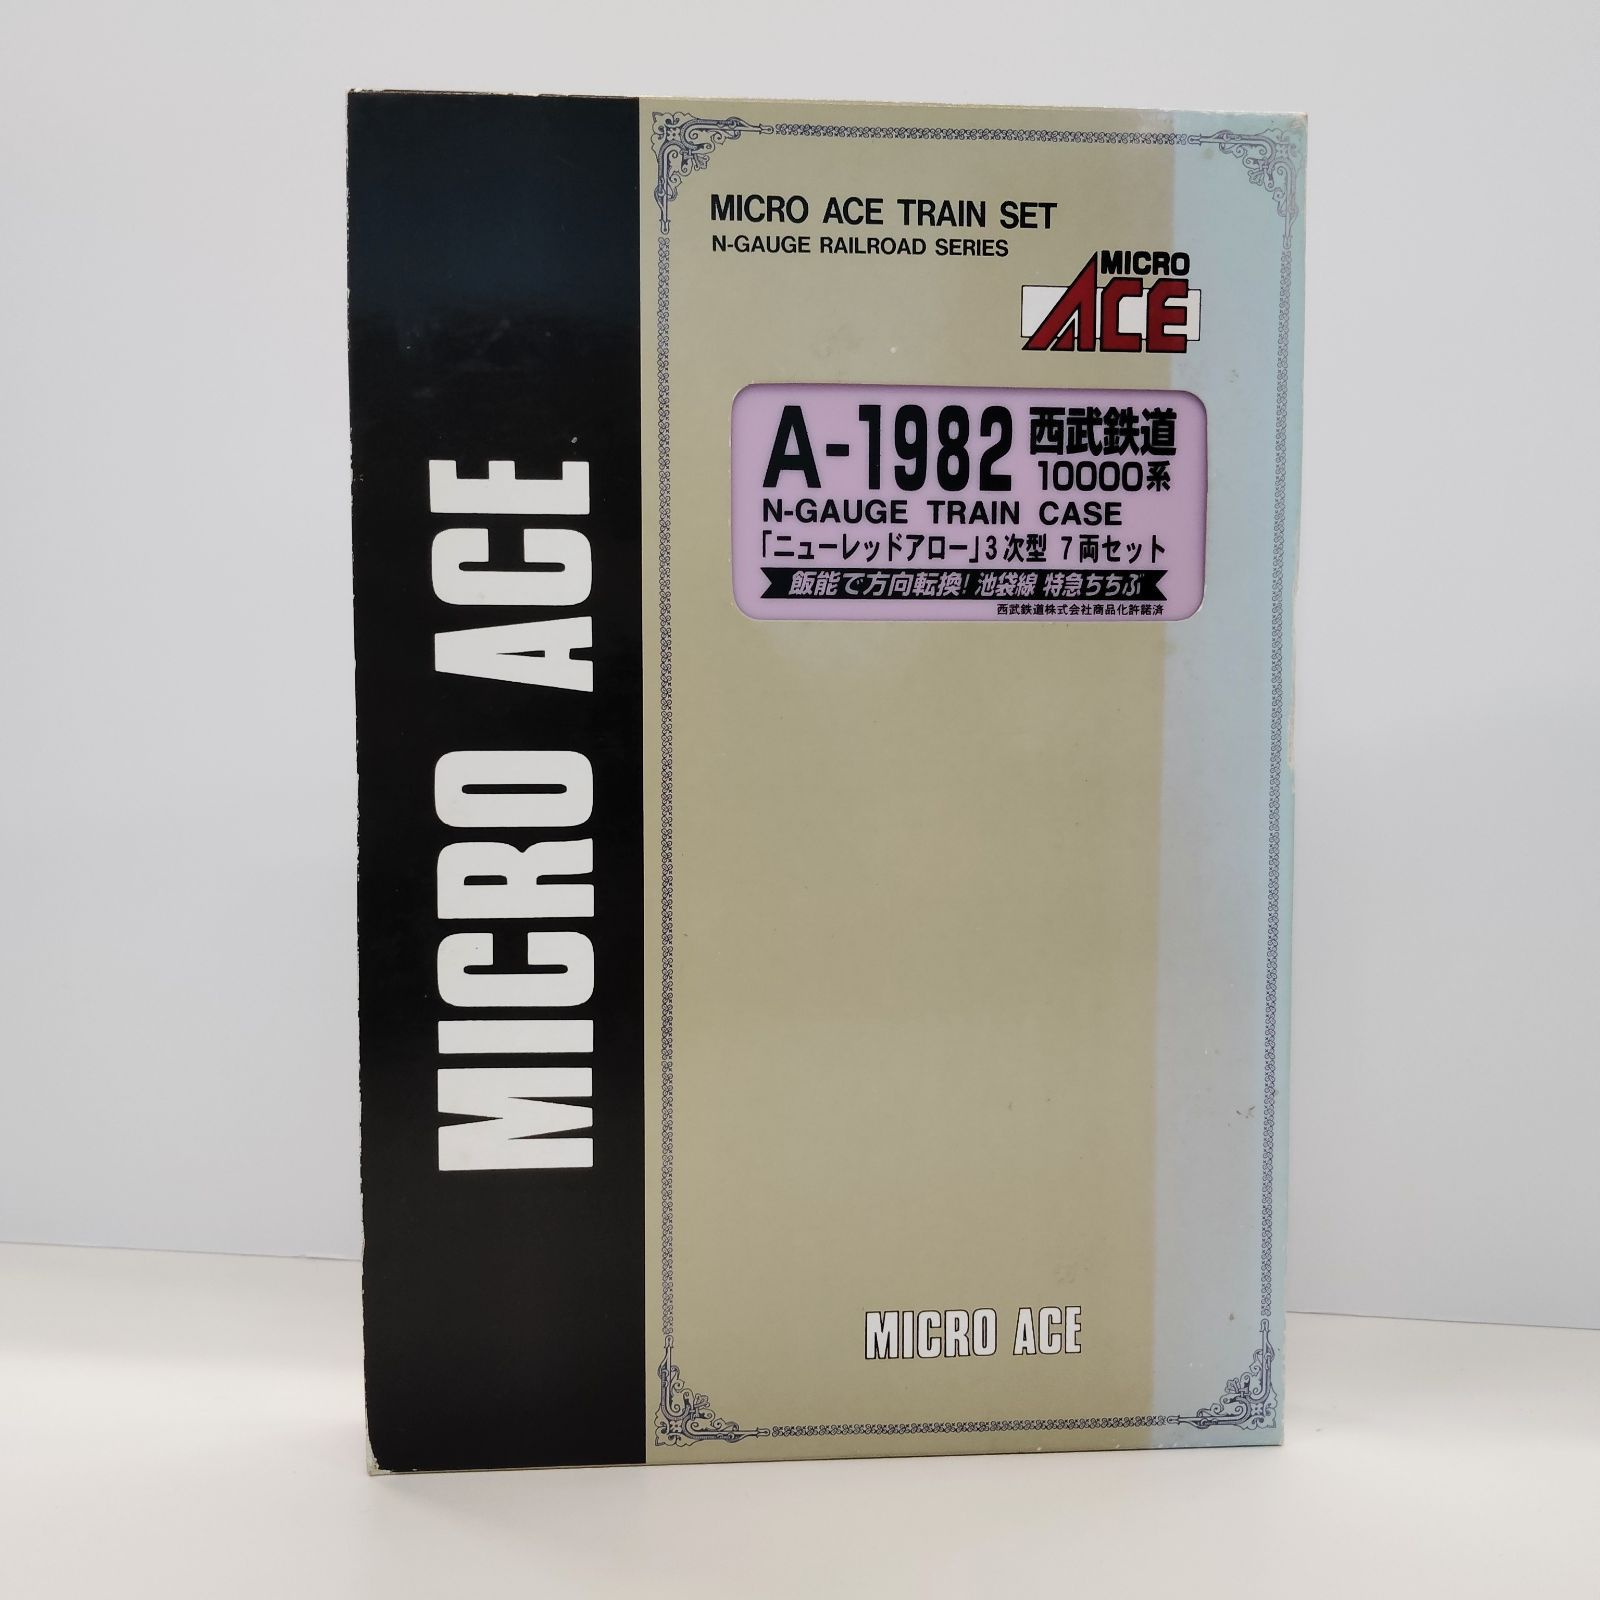 MICRO ACE
MICRO ACE TRAIN SET
N-GAUGE RAILROAD SERIES
MICRO
ACE
A-1982 西武鉄道
10000系
N-GAUGE TRAIN CASE
「ニューレッドアロー」3次型 7両セット
飯能で方向転換! 池袋線 特急ちちぶ
西武鉄道株式会社商品化許諾済
MICRO ACE